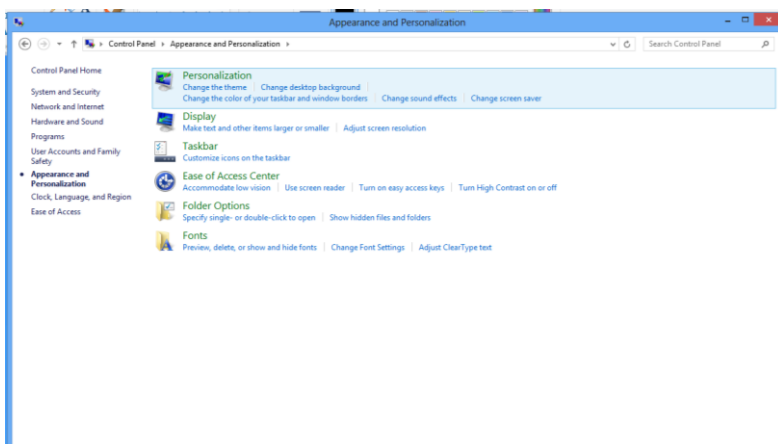 Appearance and Personalization
Control Panel Appearance and Personalization
Search Control Panel
Control Panel Home
System and Security
Network and Internet
Hardware and Sound
Programs
User Accounts and Family
Safety
Appearance and
Personalization
Clock, Language, and Region
Ease of Access
Personalization
Change the theme Change desktop background
Change the color of your taskbar and window borders Change sound effects Change screen saver
Display
Make text and other items larger or smaller Adjust screen resolution
Taskbar
Customize icons on the taskbar
Ease of Access Center
Accommodate low vision Use screen reader Turn on easy access keys Turn High Contrast on or off
Folder Options
Specify single- or double-click to open Show hidden files and folders
Fonts
Preview, delete, or show and hide fonts Change Font Settings Adjust ClearType text